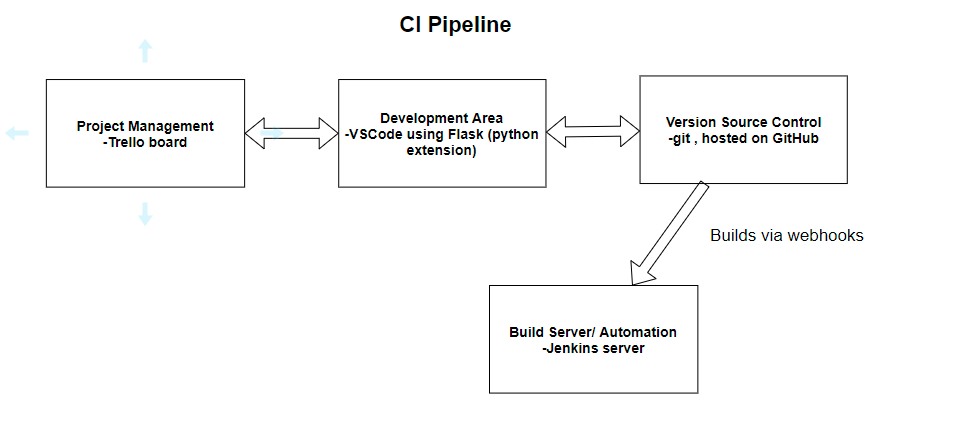 CI Pipeline
Project Management
-Trello board
Development Area
-VSCode using Flask (python
extension)
Version Source Control
-git , hosted on GitHub
Builds via webhooks
Build Server/ Automation
-Jenkins server